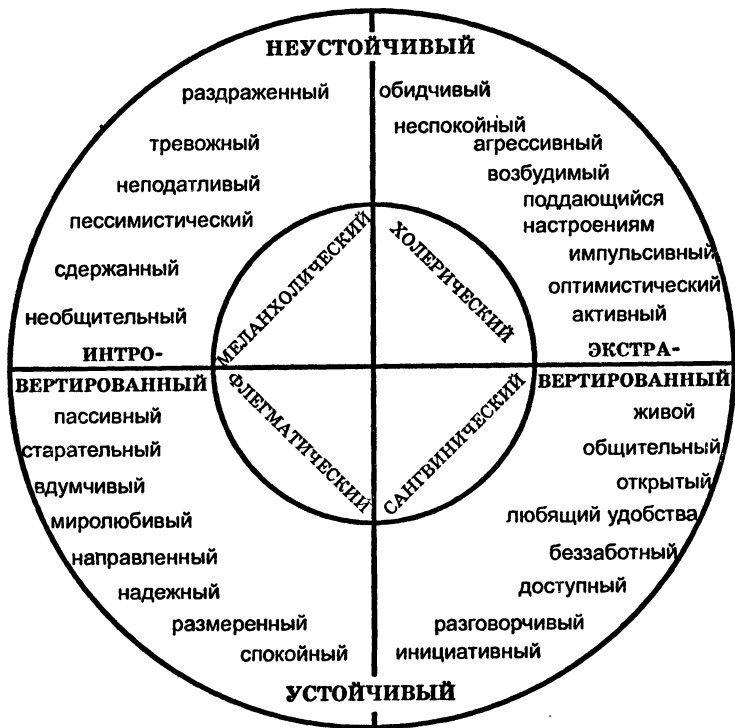 НЕУСТОЙЧИВЫЙ
раздраженный
обидчивый
неспокойный
тревожный
агрессивный
неподатливый
возбудимый
пессимистический
поддающийся
настроениям
сдержанный
импульсивный
оптимистический
необщительный
активный
МЕЛАНХОЛИЧЕСКИЙ
ХОЛЕРИЧЕСКИЙ
ИНТРО-
ВЕРТИРОВАННЫЙ
ЭКСТРА-
ВЕРТИРОВАННЫЙ
ФЛЕГМАТИЧЕСКИЙ
САНГВИНИЧЕСКИЙ
пассивный
живой
старательный
общительный
вдумчивый
открытый
миролюбивый
любящий удобства
направленный
беззаботный
надежный
доступный
размеренный
разговорчивый
спокойный
инициативный
УСТОЙЧИВЫЙ